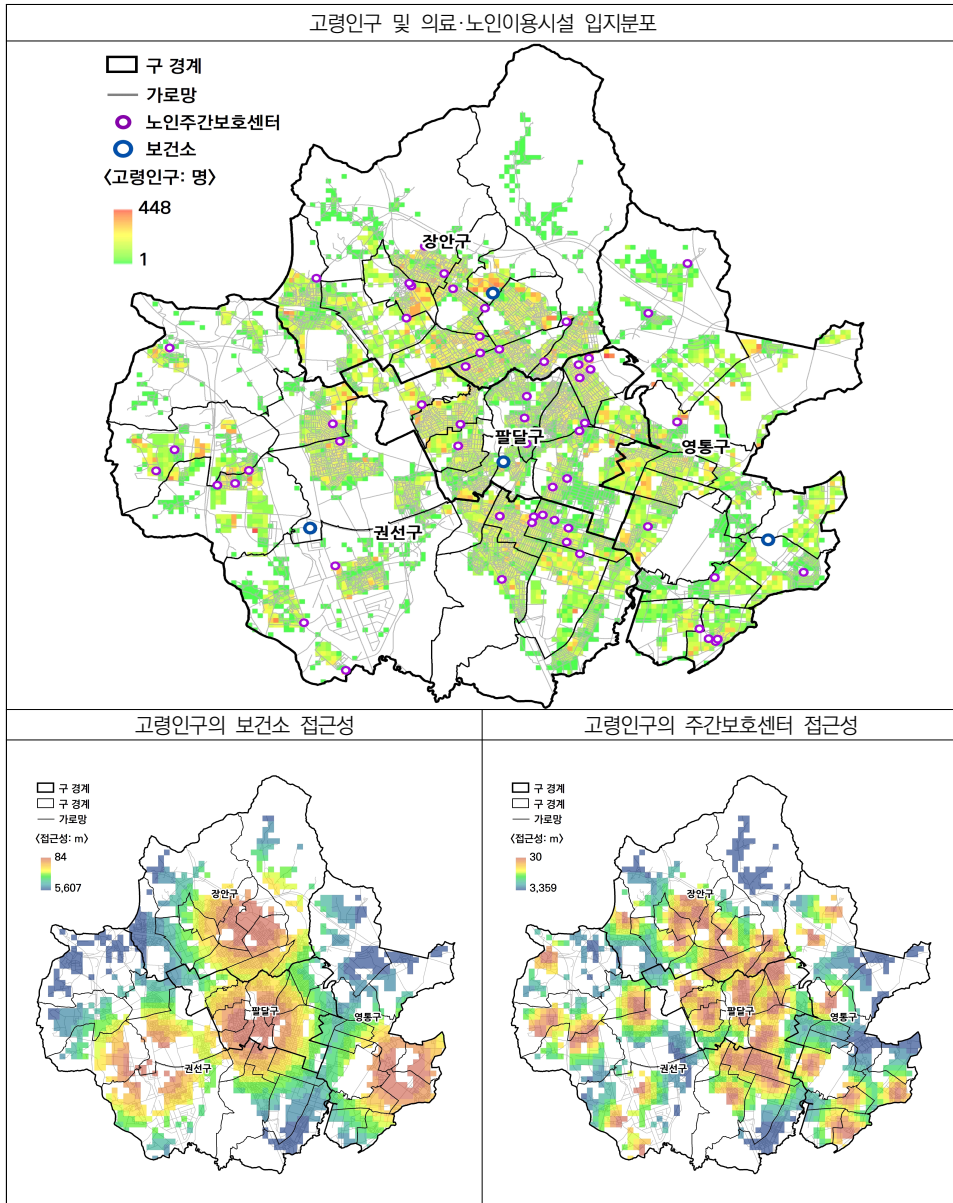 고령인구 및 의료·노인이용시설 입지분포
구 경계
가로망
노인주간보호센터
보건소
<고령인구: 명>
448
1
장안구
팔달구
영통구
권선구
고령인구의 보건소 접근성
구 경계
구 경계
가로망
<접근성: m>
84
5,607
장안구
팔달구
영통구
권선구
고령인구의 주간보호센터 접근성
구 경계
구 경계
가로망
<접근성: m>
30
3,359
장안구
팔달구
영통구
권선구